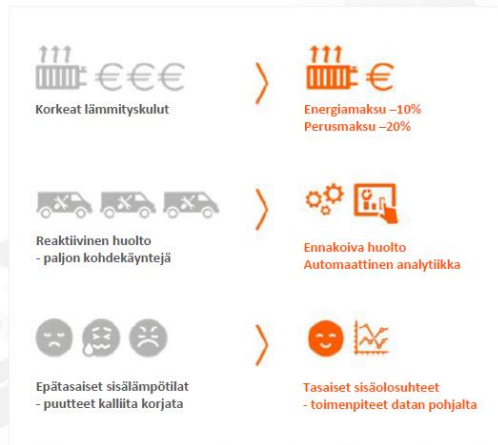 Korkeat lämmityskulut
Energiamaksu –10%
Perusmaksu –20%
Reaktiivinen huolto
- paljon kohdekäyntejä
Ennakoiva huolto
Automaattinen analytiikka
Epätasaiset sisälämpötilat
- puutteet kalliita korjata
Tasaiset sisäolosuhteet
- toimenpiteet datan pohjalta